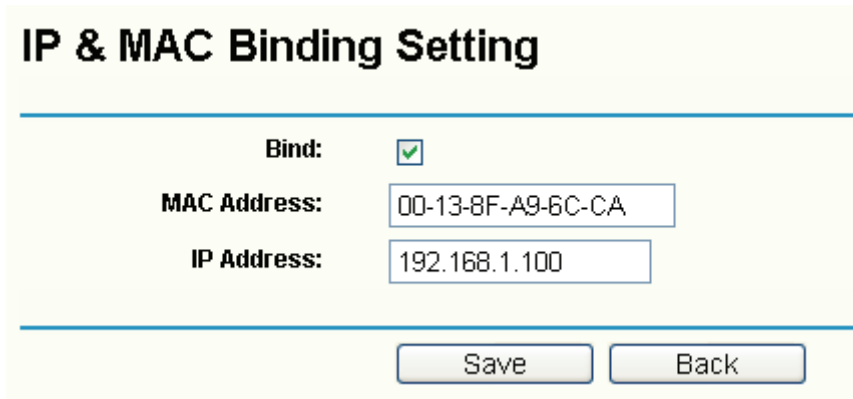 IP & MAC Binding Setting
Bind:
MAC Address: 00-13-8F-A9-6C-CA
IP Address: 192.168.1.100
Save Back